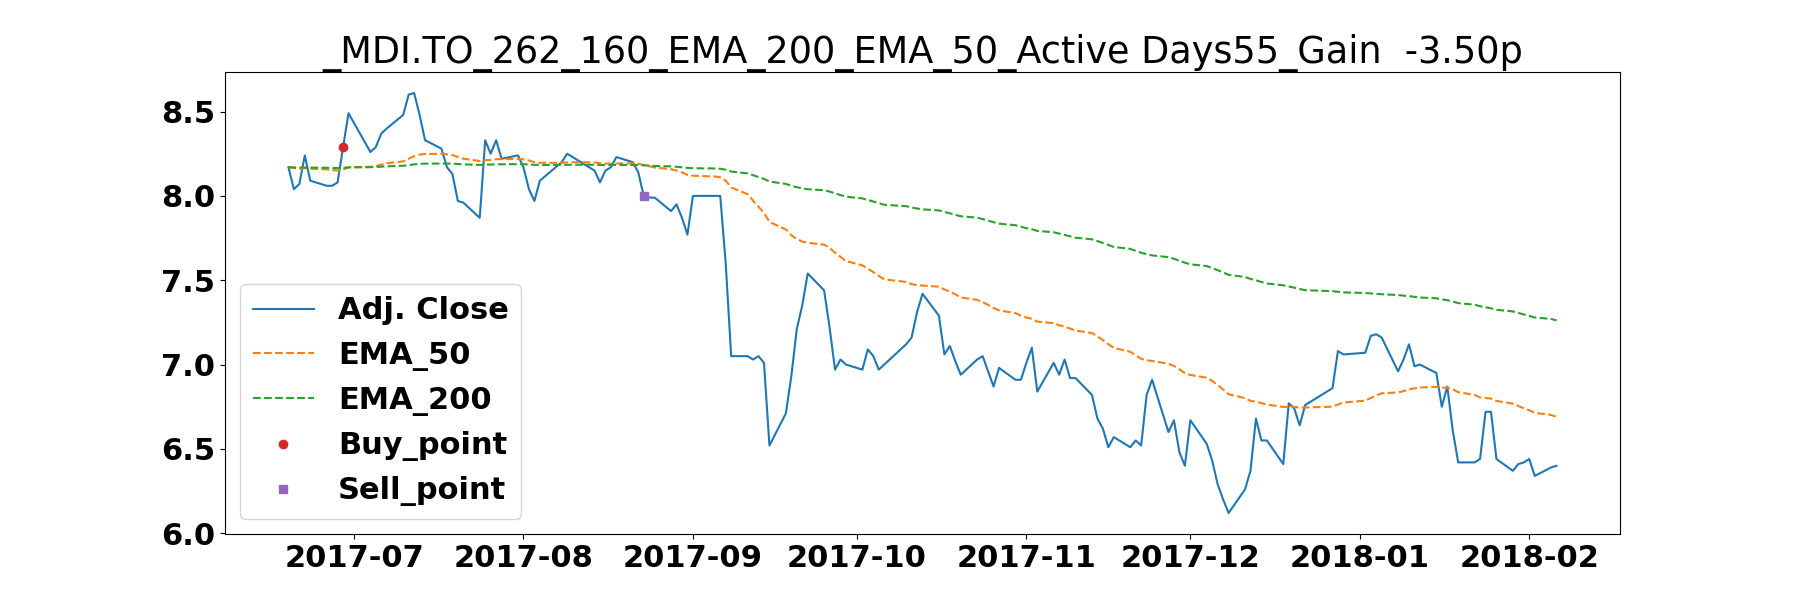 _MDI.TO_262_160_EMA_200_EMA_50_Active Days55_Gain  -3.50p
8.5
8.0
7.5
7.0
6.5
6.0
Adj. Close
EMA_50
EMA_200
Buy_point
Sell_point
2017-07 2017-08 2017-09 2017-10 2017-11 2017-12 2018-01 2018-02